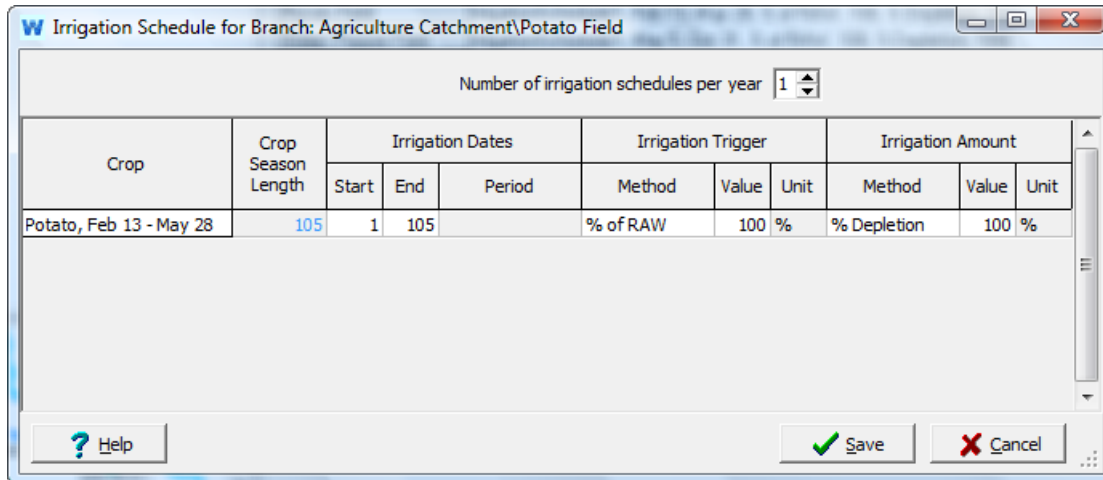 W Irrigation Schedule for Branch: Agriculture Catchment\Potato Field
Number of irrigation schedules per year 1
Crop Crop Season Length Irrigation Dates Irrigation Trigger Irrigation Amount
Start End Period Method Value Unit Method Value Unit
Potato, Feb 13 - May 28 105 1 105 % of RAW 100 % % Depletion 100 %
? Help Save Cancel